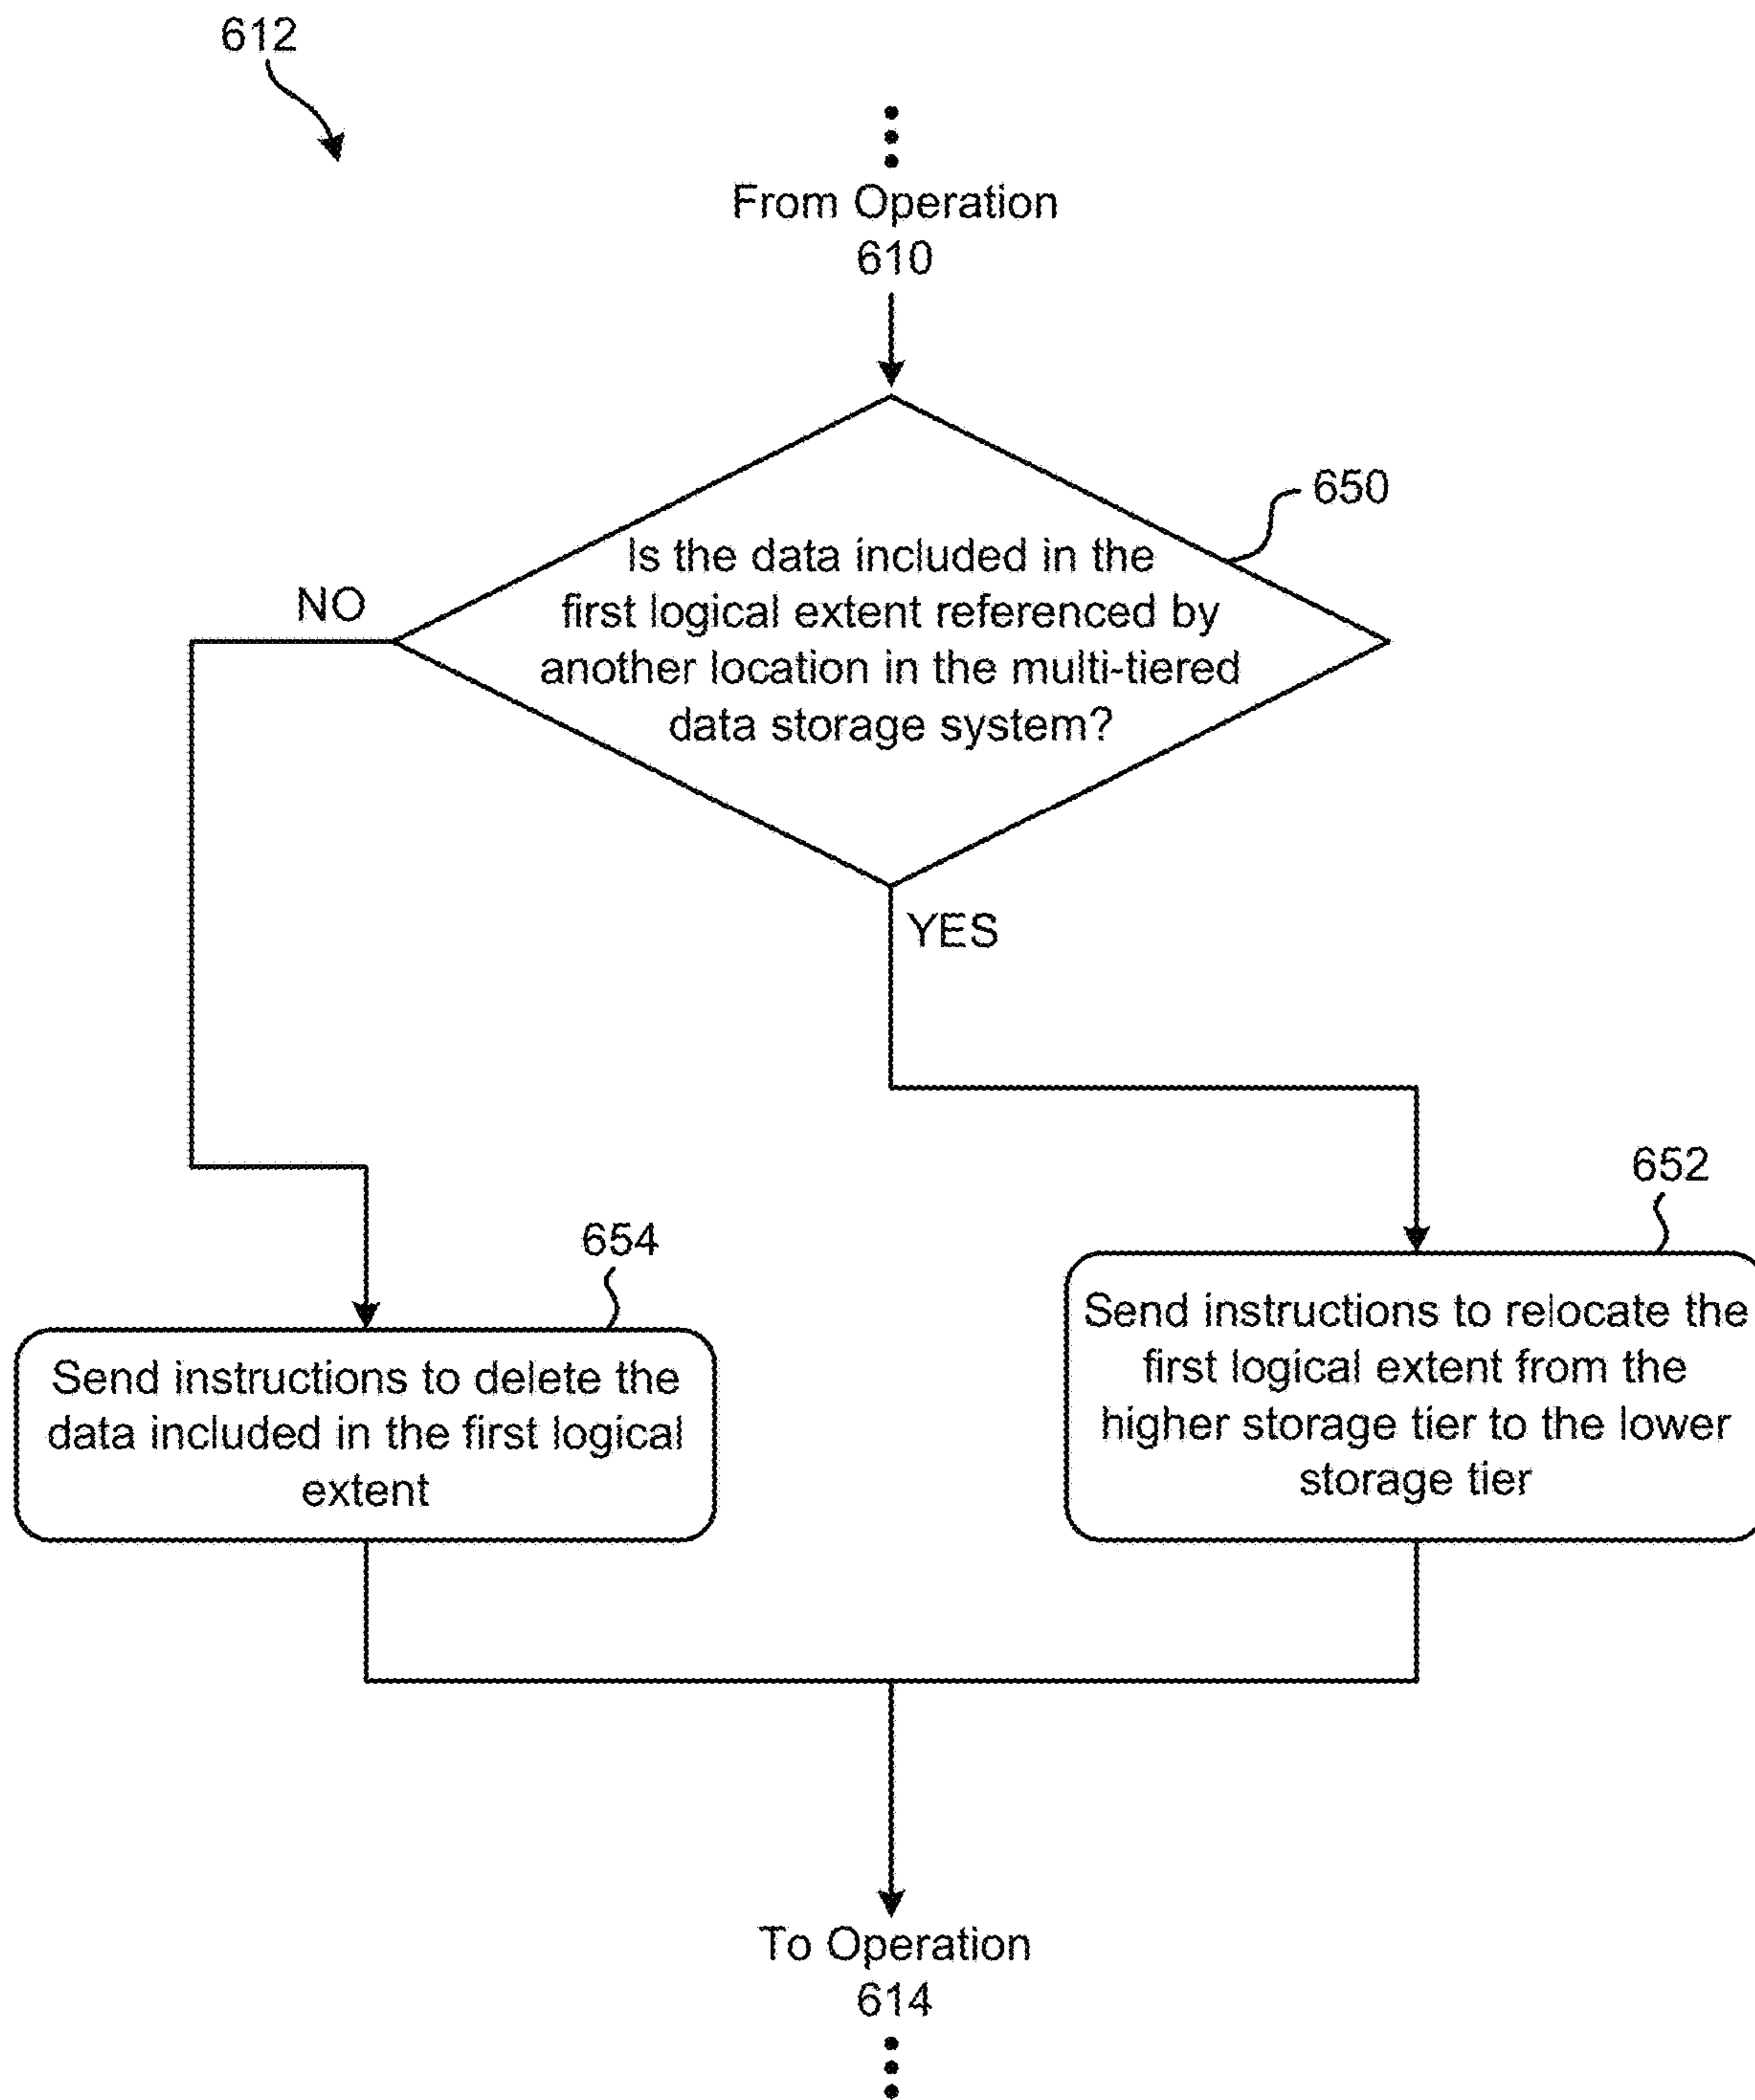 612
From Operation
610
650
Is the data included in the
first logical extent referenced by
another location in the multi-tiered
data storage system?
NO
YES
652
Send instructions to relocate the
first logical extent from the
higher storage tier to the lower
storage tier
654
Send instructions to delete the
data included in the first logical
extent
To Operation
614